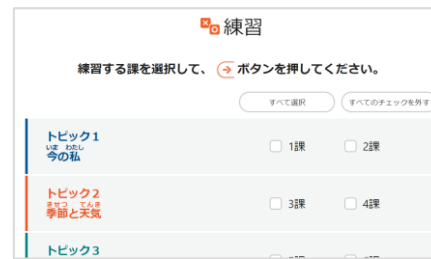 練習
練習する課を選択して、 ボタンを押してください。
すべて選択 すべてのチェックを外す
トピック1
いま わたし
今の私
1課 2課
トピック2
きせつ てんき
季節と天気
3課 4課
トピック3